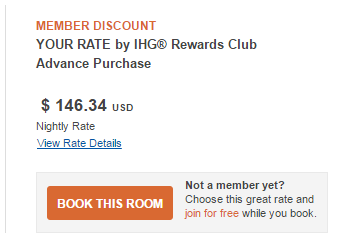 MEMBER DISCOUNT
YOUR RATE by IHG® Rewards Club
Advance Purchase
$ 146.34 USD
Nightly Rate
View Rate Details
BOOK THIS ROOM
Not a member yet?
Choose this great rate and
join for free while you book.